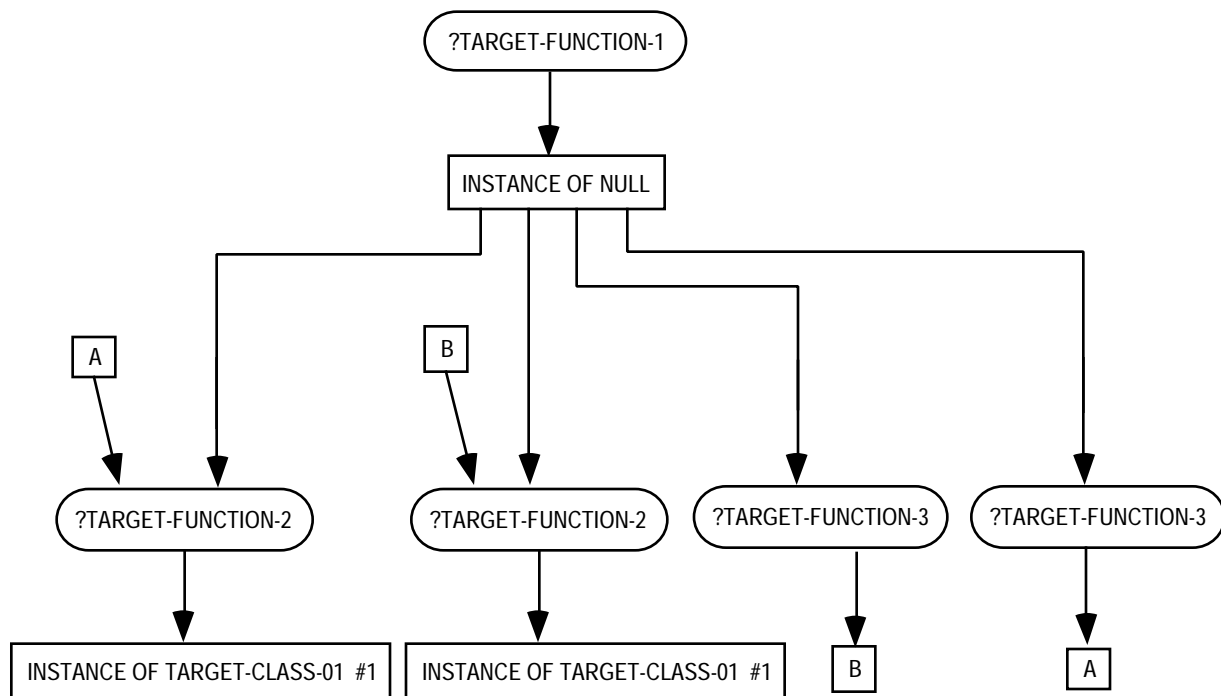 ?TARGET-FUNCTION-1
INSTANCE OF NULL
A
B
?TARGET-FUNCTION-2
?TARGET-FUNCTION-2
?TARGET-FUNCTION-3
?TARGET-FUNCTION-3
INSTANCE OF TARGET-CLASS-01 #1
INSTANCE OF TARGET-CLASS-01 #1
B
A